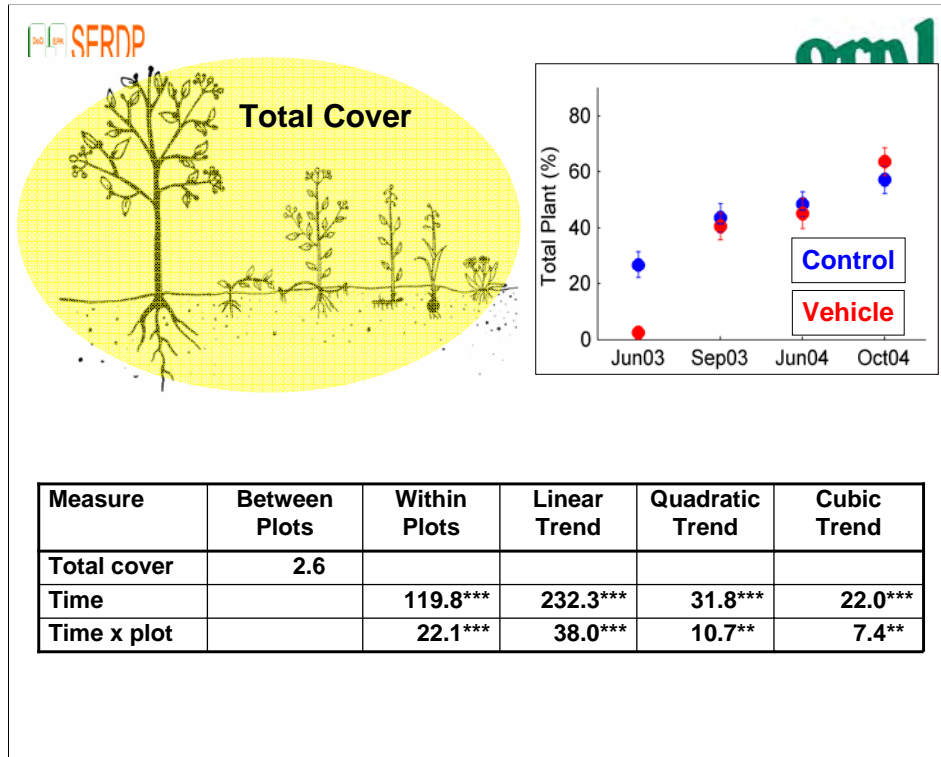 DoD EPA SERDP
ornl
Total Cover
Total Plant (%)
80
60
40
20
0
Jun03 Sep03 Jun04 Oct04
Control
Vehicle
Measure Between Plots Within Plots Linear Trend Quadratic Trend Cubic Trend
Total cover 2.6
Time 119.8*** 232.3*** 31.8*** 22.0***
Time x plot 22.1*** 38.0*** 10.7** 7.4**